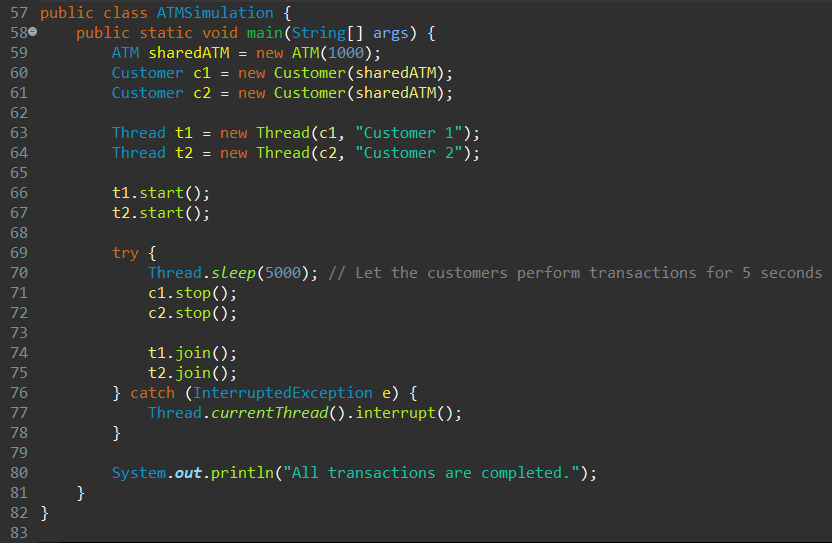 57 public class ATMSimulation {
58 public static void main(String[] args) {
59 ATM sharedATM = new ATM(1000);
60 Customer c1 = new Customer(sharedATM);
61 Customer c2 = new Customer(sharedATM);
62
63 Thread t1 = new Thread(c1, "Customer 1");
64 Thread t2 = new Thread(c2, "Customer 2");
65
66 t1.start();
67 t2.start();
68
69 try {
70 Thread.sleep(5000); // Let the customers perform transactions for 5 seconds
71 c1.stop();
72 c2.stop();
73
74 t1.join();
75 t2.join();
76 } catch (InterruptedException e) {
77 Thread.currentThread().interrupt();
78 }
79
80 System.out.println("All transactions are completed.");
81 }
82 }
83